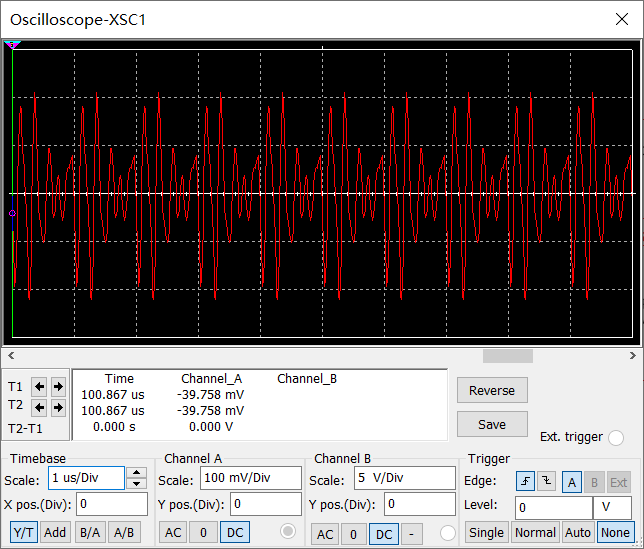 Oscilloscope-XSC1
Time Channel_A Channel_B
T1 100.867 us -39.758 mV
T2 100.867 us -39.758 mV
T2-T1 0.000 s 0.000 V
Reverse
Save
Ext. trigger
Timebase Channel A Channel B Trigger
Scale: 1 us/Div Scale: 100 mV/Div Scale: 5 V/Div Edge: A B Ext
X pos.(Div): 0 Y pos.(Div): 0 Y pos.(Div): 0 Level: 0 V
Y/T Add B/A A/B AC 0 DC AC 0 DC - Single Normal Auto None